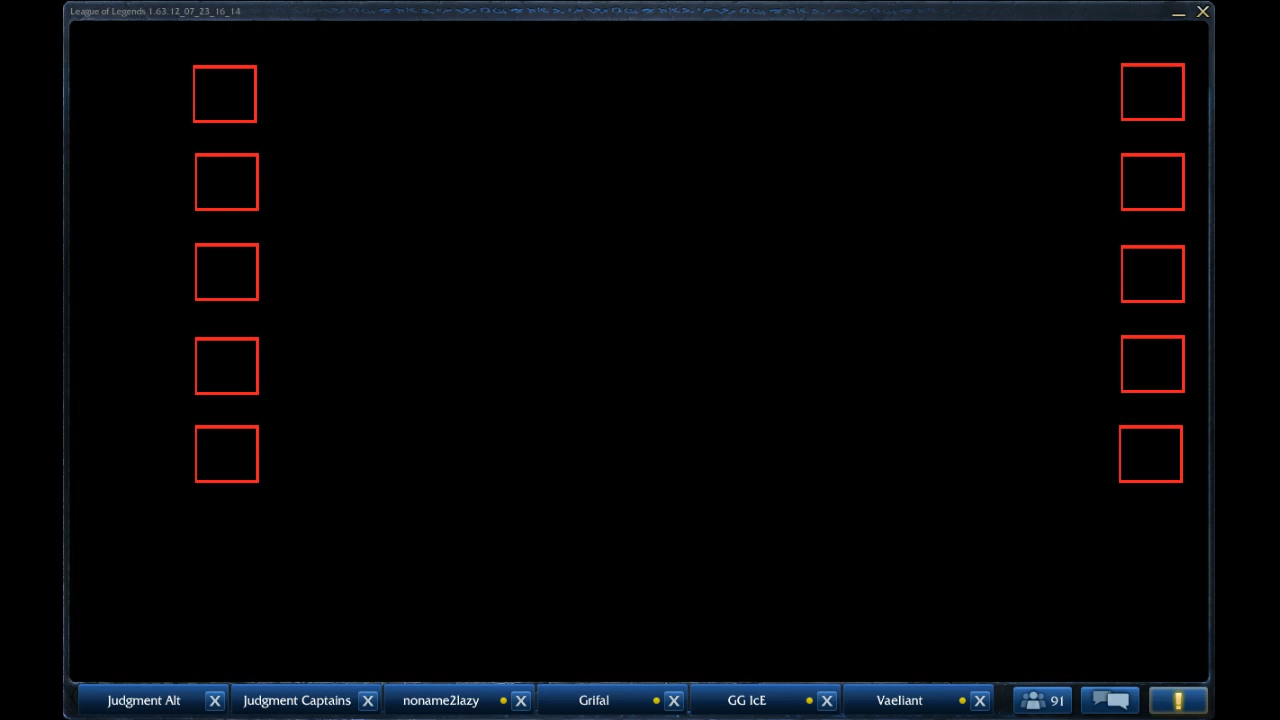 League of Legends 1.63.12_07_23_16_14
Judgment Alt X
Judgment Captains X
noname2lazy X
Grifal X
GG IcE X
Vaeliant X
91
!